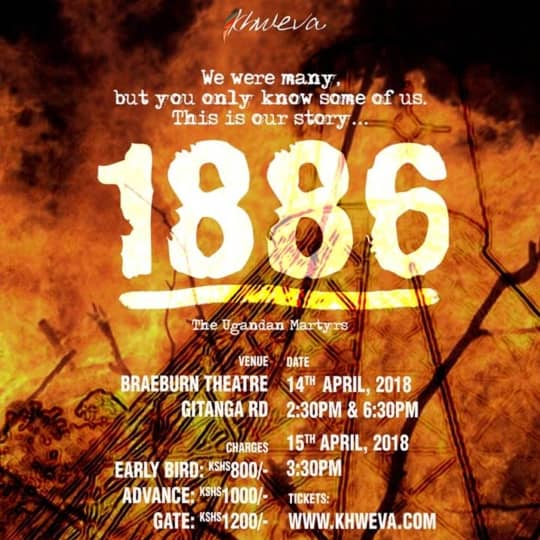 Khweva
We were many,
but you only know some of us.
This is our story...
1886
The Ugandan Martyrs
VENUE
BRAEBURN THEATRE
GITANGA RD
DATE
14TH APRIL, 2018
2:30PM & 6:30PM
CHARGES
EARLY BIRD: KSHS800/-
ADVANCE: KSHS1000/-
GATE: KSHS1200/-
15TH APRIL, 2018
3:30PM
TICKETS:
WWW.KHWEVA.COM